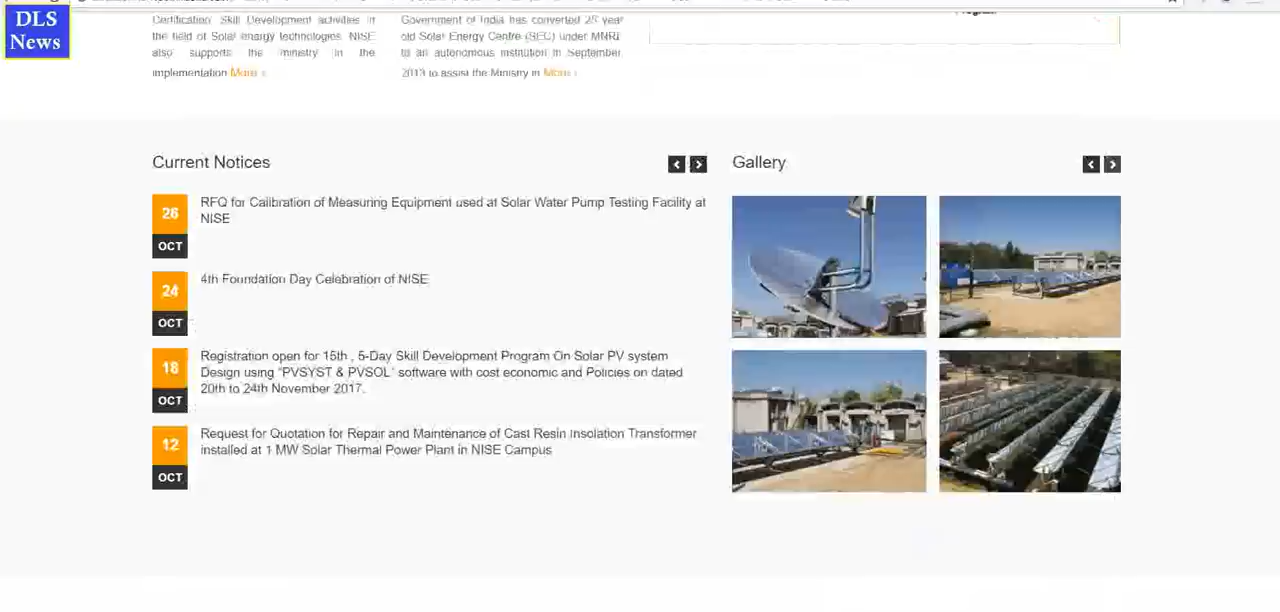 DLS
News
Certification, Skill Development activities in
the field of Solar energy technologies. NISE
also supports the ministry in the
implementation More ›
Government of India has converted 25 year
old Solar Energy Centre (SEC) under MNRE
to an autonomous institution in September
2013 to assist the Ministry in More ›
Current Notices
26
OCT
RFQ for Calibration of Measuring Equipment used at Solar Water Pump Testing Facility at
NISE
24
OCT
4th Foundation Day Celebration of NISE
18
OCT
Registration open for 15th , 5-Day Skill Development Program On Solar PV system
Design using "PVSYST & PVSOL" software with cost economic and Policies on dated
20th to 24th November 2017.
12
OCT
Request for Quotation for Repair and Maintenance of Cast Resin Insolation Transformer
installed at 1 MW Solar Thermal Power Plant in NISE Campus
Gallery